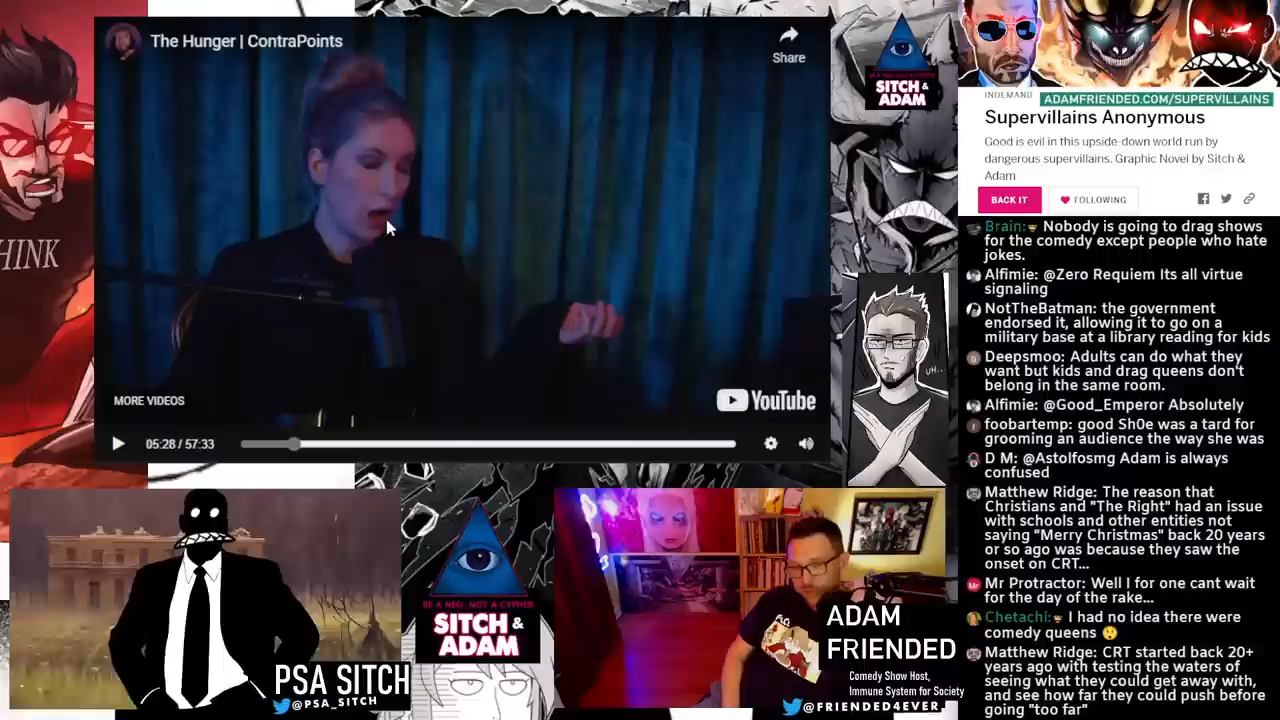 The Hunger | ContraPoints
Share
MORE VIDEOS
YouTube
05:28 / 57:33
HINK
BE A NEO, NOT A CYPHER
SITCH &
ADAM
UH..
INDEMAND
ADAMFRIENDED.COM/SUPERVILLAINS
Supervillains Anonymous
Good is evil in this upside-down world run by
dangerous supervillains. Graphic Novel by Sitch &
Adam
BACK IT
FOLLOWING
Brain: Nobody is going to drag shows
for the comedy except people who hate
jokes.
Alfimie: @Zero Requiem Its all virtue
signaling
NotTheBatman: the government
endorsed it, allowing it to go on a
military base at a library reading for kids
Deepsmoo: Adults can do what they
want but kids and drag queens don't
belong in the same room.
Alfimie: @Good_Emperor Absolutely
foobartemp: good Sh0e was a tard for
grooming an audience the way she was
D M: @Astolfosmg Adam is always
confused
Matthew Ridge: The reason that
Christians and "The Right" had an issue
with schools and other entities not
saying "Merry Christmas" back 20 years
or so ago was because they saw the
onset on CRT...
Mr Protractor: Well I for one cant wait
for the day of the rake...
Chetachi: I had no idea there were
comedy queens 😲
Matthew Ridge: CRT started back 20+
years ago with testing the waters of
seeing what they could get away with,
and see how far they could push before
going "too far"
PSA SITCH
@PSA_SITCH
BE A NEO, NOT A CYPHER
SITCH &
ADAM
ADAM
FRIENDED
Comedy Show Host,
Immune System for Society
@FRIENDED4EVER